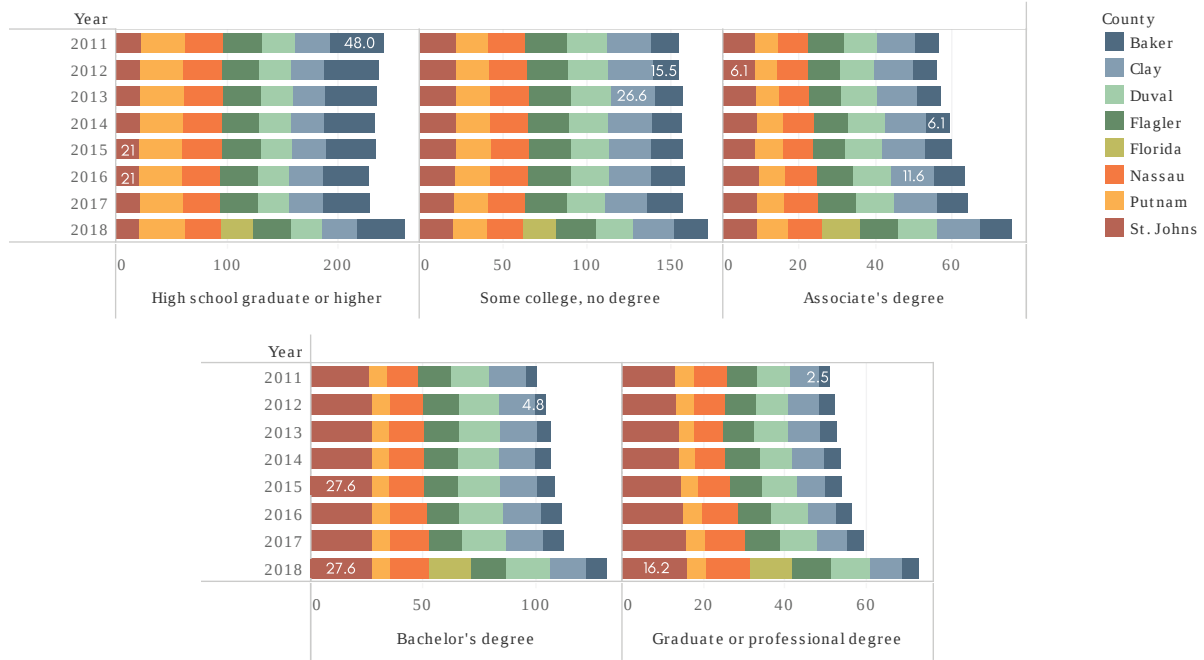 Year
County
2011 48.0
Baker
2012 15.5 6.1
Clay
2013 26.6
Duval
2014 6.1
Flagler
2015 21
Florida
2016 21 11.6
Nassau
2017
Putnam
2018
St. Johns
0 100 200 0 50 100 150 0 20 40 60
High school graduate or higher Some college, no degree Associate's degree
Year
2011 2.5
2012 4.8
2013
2014
2015 27.6
2016
2017
2018 27.6 16.2
0 50 100 0 20 40 60
Bachelor's degree Graduate or professional degree